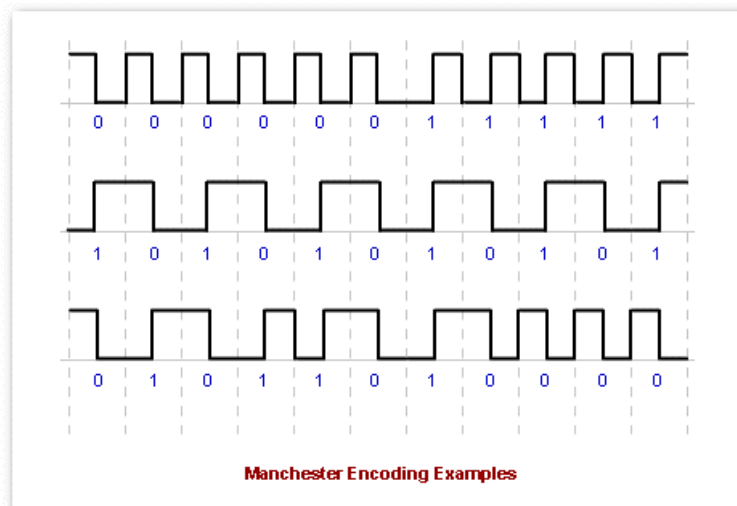 0 0 0 0 0 0 1 1 1 1 1
1 0 1 0 1 0 1 0 1 0 1
0 1 0 1 1 0 1 0 0 0 0
Manchester Encoding Examples